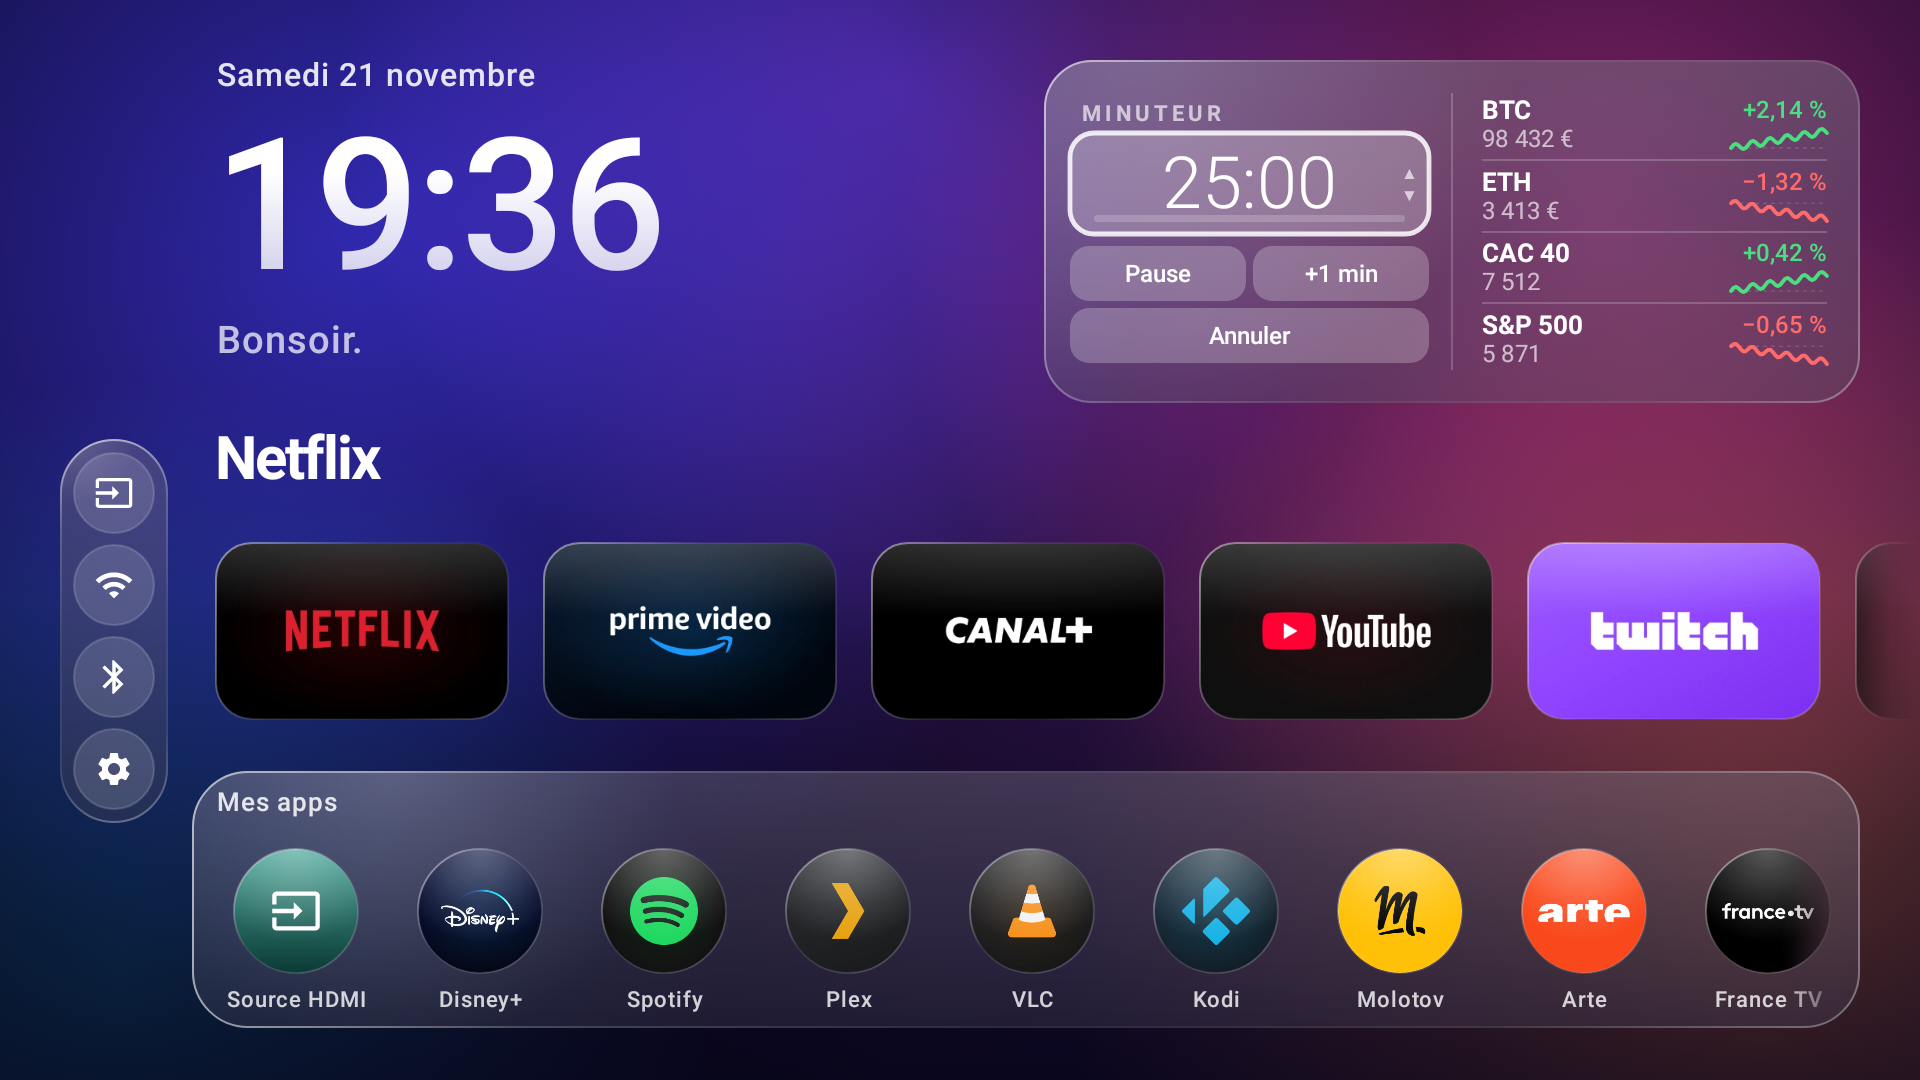 Samedi 21 novembre
19:36
Bonsoir.
MINUTEUR
25:00
Pause
+1 min
Annuler
BTC
+2,14 %
98 432 €
ETH
−1,32 %
3 413 €
CAC 40
+0,42 %
7 512
S&P 500
−0,65 %
5 871
Netflix
NETFLIX
prime video
CANAL+
YouTube
twitch
Mes apps
Disney+
M.
arte
france•tv
Source HDMI
Disney+
Spotify
Plex
VLC
Kodi
Molotov
Arte
France TV